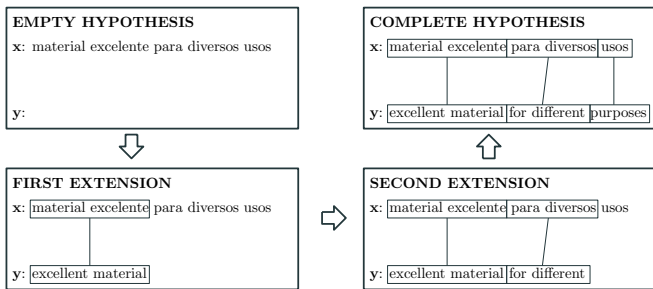 EMPTY HYPOTHESIS
x: material excelente para diversos usos
y:
FIRST EXTENSION
x: material excelente para diversos usos
y: excellent material
SECOND EXTENSION
x: material excelente para diversos usos
y: excellent material for different
COMPLETE HYPOTHESIS
x: material excelente para diversos usos
y: excellent material for different purposes